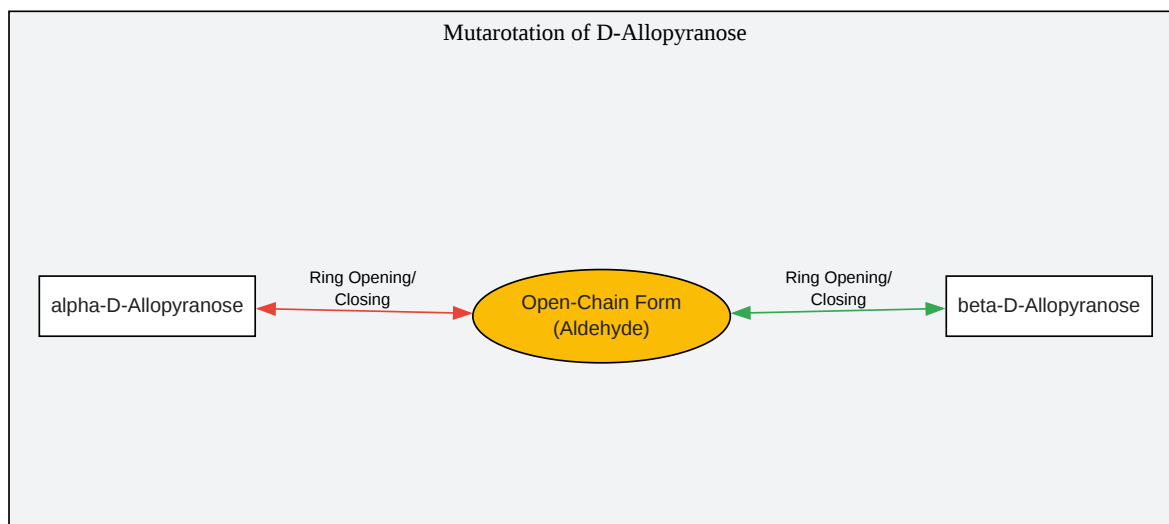 Mutarotation of D-Allopyranose
alpha-D-Allopyranose
Ring Opening/
Closing
Open-Chain Form
(Aldehyde)
Ring Opening/
Closing
beta-D-Allopyranose